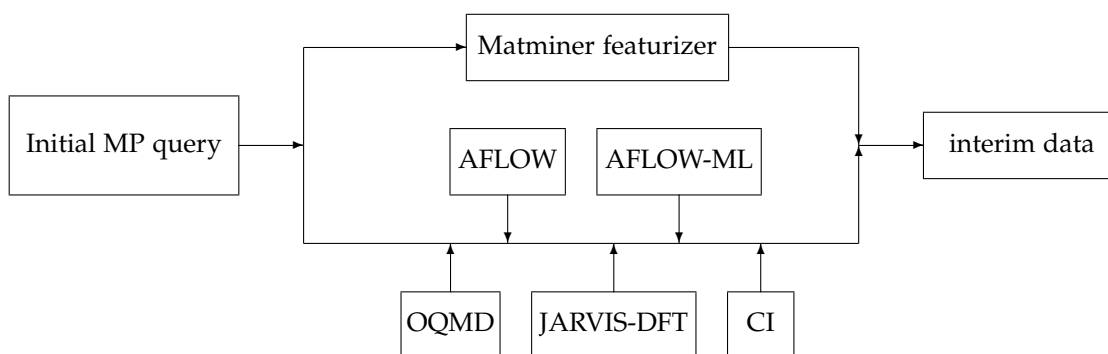 Matminer featurizer
Initial MP query
interim data
AFLOW
AFLOW-ML
OQMD
JARVIS-DFT
CI